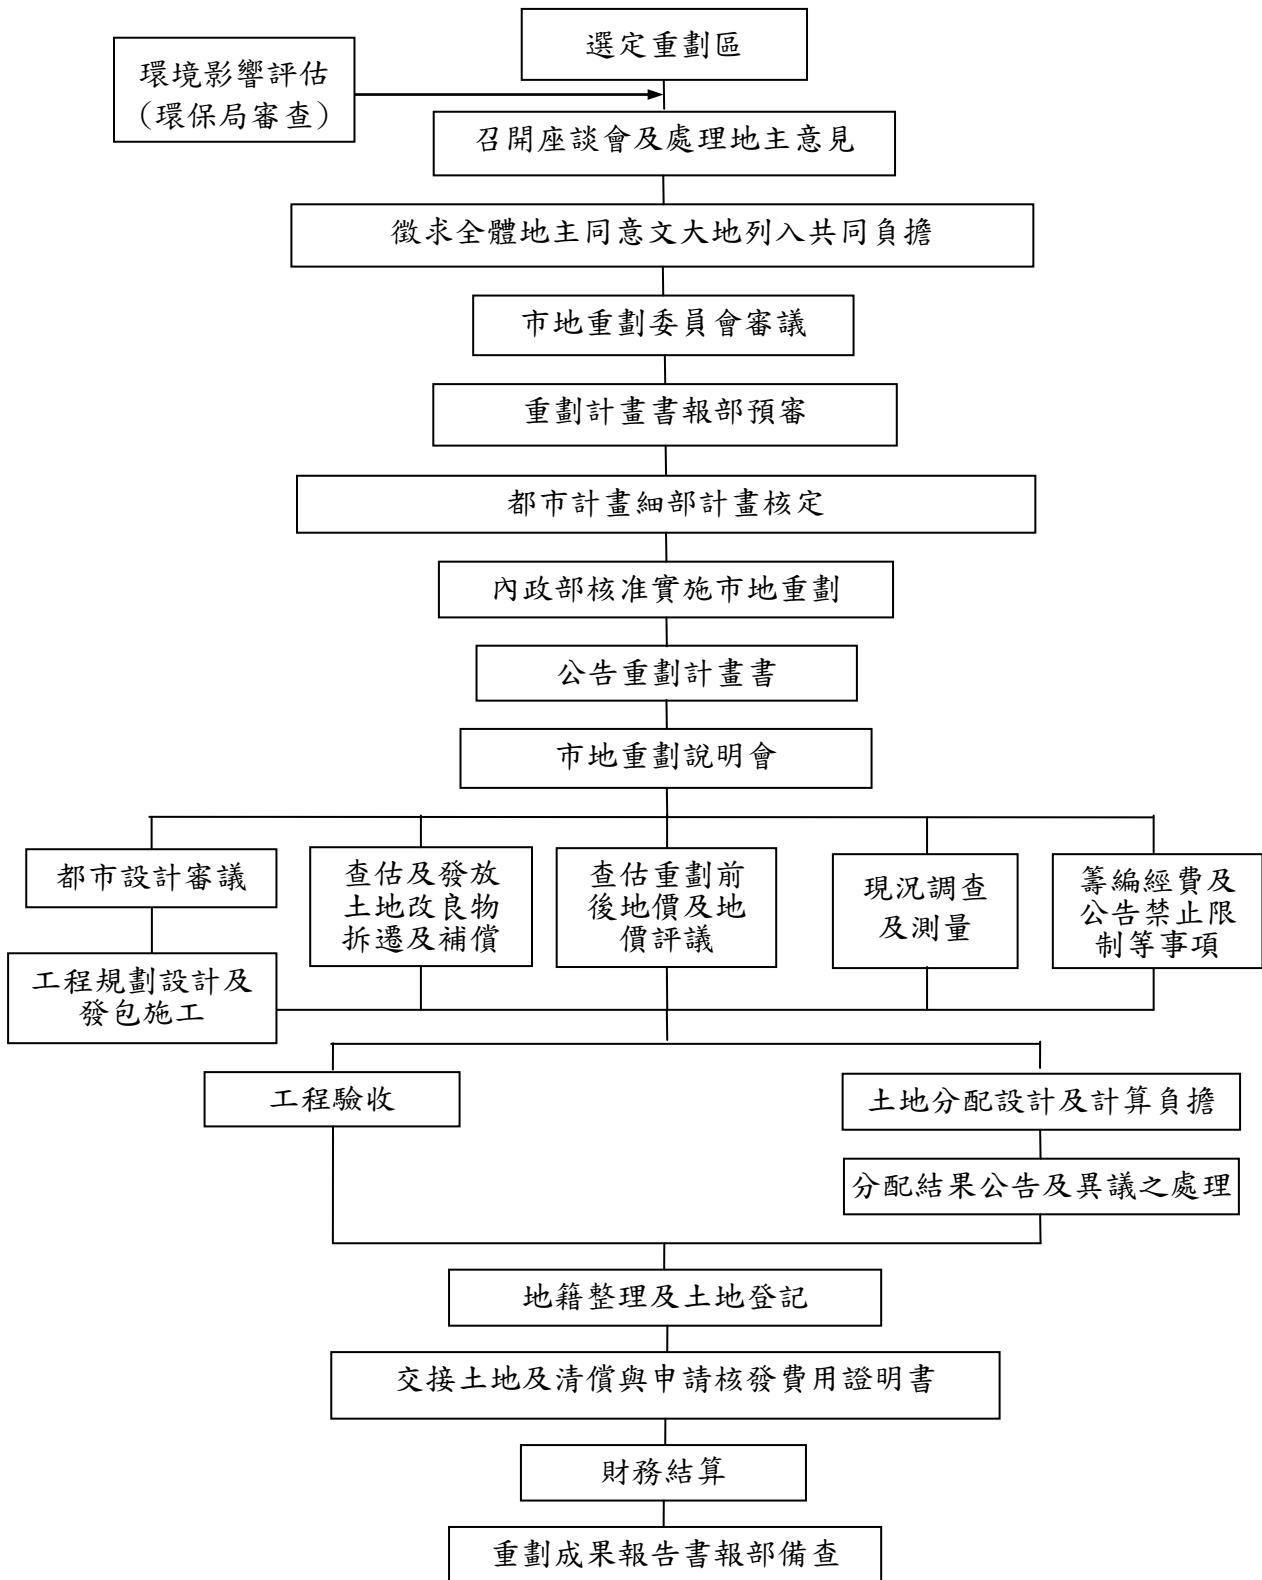 選定重劃區
環境影響評估
（環保局審查）
召開座談會及處理地主意見
徵求全體地主同意文大地列入共同負擔
市地重劃委員會審議
重劃計畫書報部預審
都市計畫細部計畫核定
內政部核准實施市地重劃
公告重劃計畫書
市地重劃說明會
都市設計審議
查估及發放
土地改良物
拆遷及補償
查估重劃前
後地價及地
價評議
現況調查
及測量
籌編經費及
公告禁止限
制等事項
工程規劃設計及
發包施工
工程驗收
土地分配設計及計算負擔
分配結果公告及異議之處理
地籍整理及土地登記
交接土地及清償與申請核發費用證明書
財務結算
重劃成果報告書報部備查